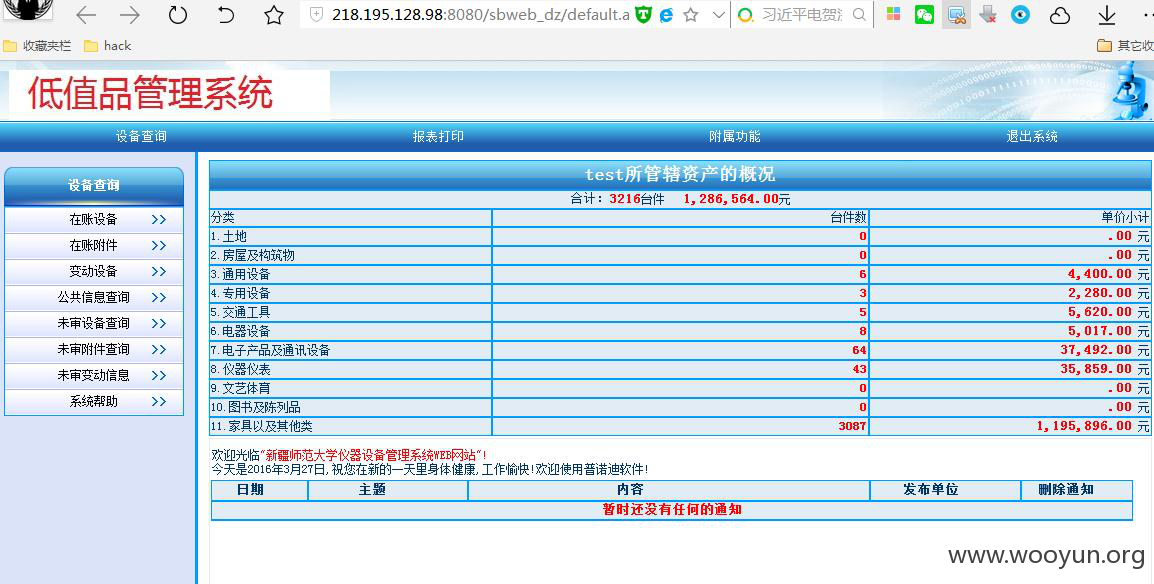 218.195.128.98:8080/sbweb_dz/default.a
习近平电贺
收藏夹栏 hack 其它收
低值品管理系统
设备查询 报表打印 附属功能 退出系统
设备查询
在账设备 >>
在账附件 >>
变动设备 >>
公共信息查询 >>
未审设备查询 >>
未审附件查询 >>
未审变动信息 >>
系统帮助 >>
test所管辖资产的概况
合计：3216台件 1,286,564.00元
分类 台件数 单价小计
1.土地 0 .00 元
2.房屋及构筑物 0 .00 元
3.通用设备 6 4,400.00 元
4.专用设备 3 2,280.00 元
5.交通工具 5 5,620.00 元
6.电器设备 8 5,017.00 元
7.电子产品及通讯设备 64 37,492.00 元
8.仪器仪表 43 35,859.00 元
9.文艺体育 0 .00 元
10.图书及陈列品 0 .00 元
11.家具以及其他类 3087 1,195,896.00 元
欢迎光临"新疆师范大学仪器设备管理系统WEB网站"!
今天是2016年3月27日,祝您在新的一天里身体健康,工作愉快!欢迎使用普诺迪软件!
日期 主题 内容 发布单位 删除通知
暂时还没有任何的通知
www.wooyun.org